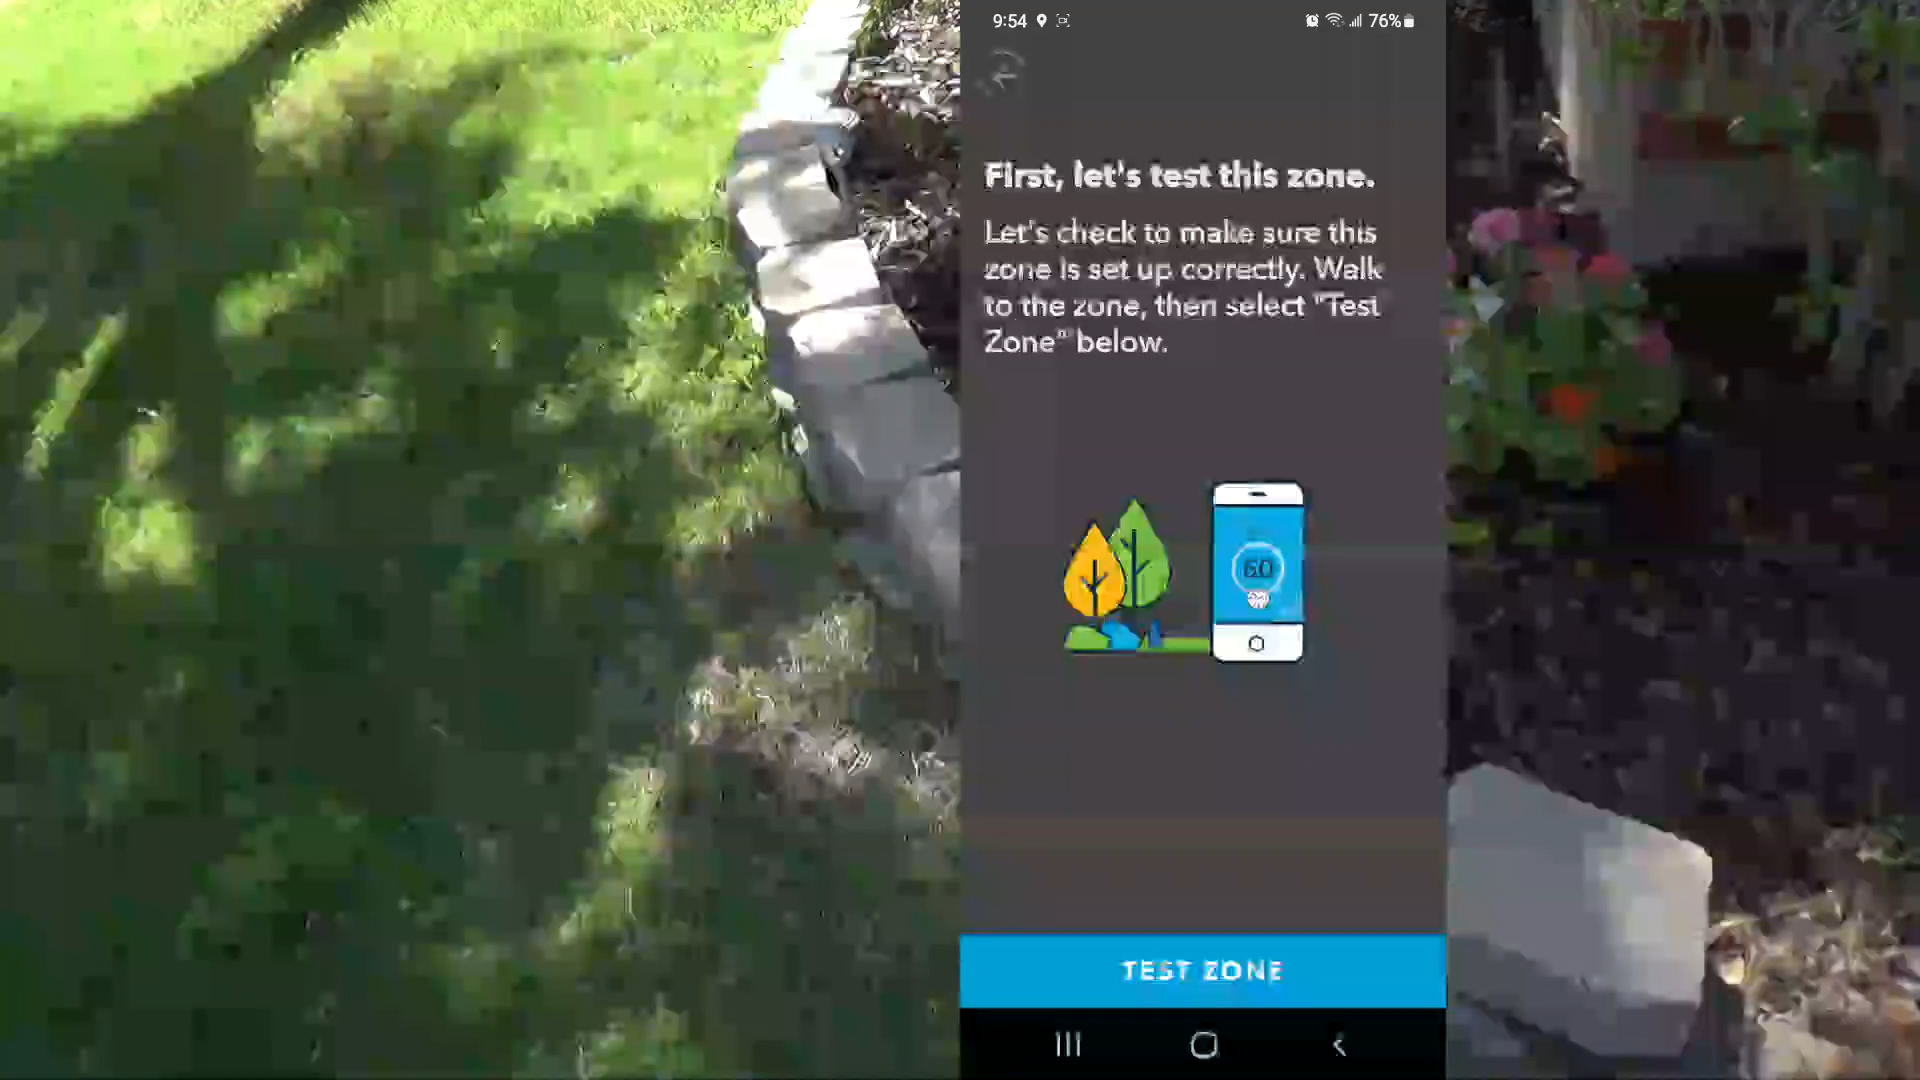 9:54
76%
First, let's test this zone.
Let's check to make sure this
zone is set up correctly. Walk
to the zone, then select "Test
Zone" below.
60
TEST ZONE